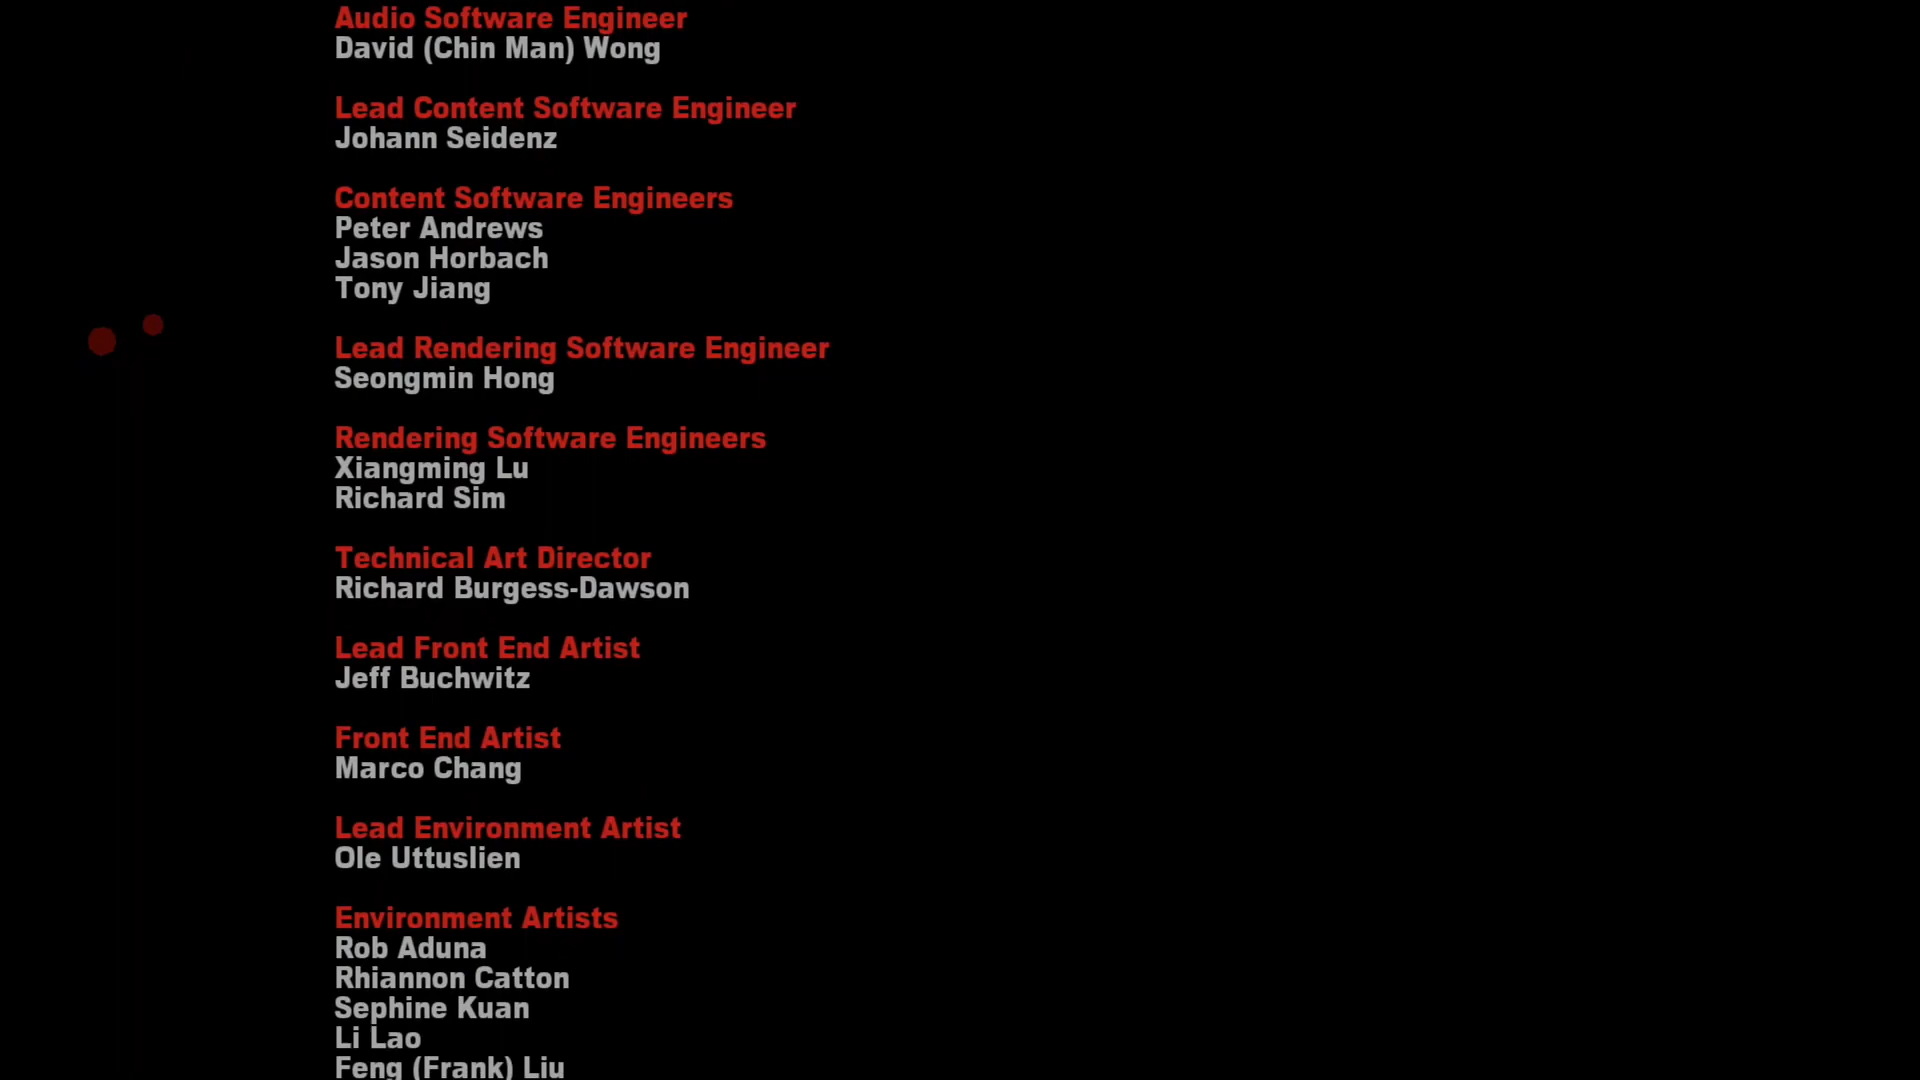 Audio Software Engineer
David (Chin Man) Wong
Lead Content Software Engineer
Johann Seidenz
Content Software Engineers
Peter Andrews
Jason Horbach
Tony Jiang
Lead Rendering Software Engineer
Seongmin Hong
Rendering Software Engineers
Xiangming Lu
Richard Sim
Technical Art Director
Richard Burgess-Dawson
Lead Front End Artist
Jeff Buchwitz
Front End Artist
Marco Chang
Lead Environment Artist
Ole Uttuslien
Environment Artists
Rob Aduna
Rhiannon Catton
Sephine Kuan
Li Lao
Feng (Frank) Liu